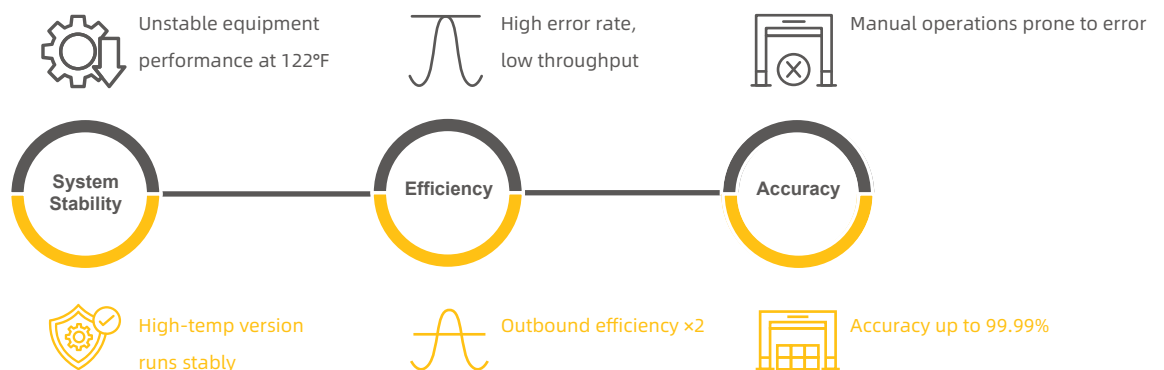 Unstable equipment
performance at 122°F
High error rate,
low throughput
Manual operations prone to error
System
Stability
Efficiency
Accuracy
High-temp version
runs stably
Outbound efficiency ×2
Accuracy up to 99.99%